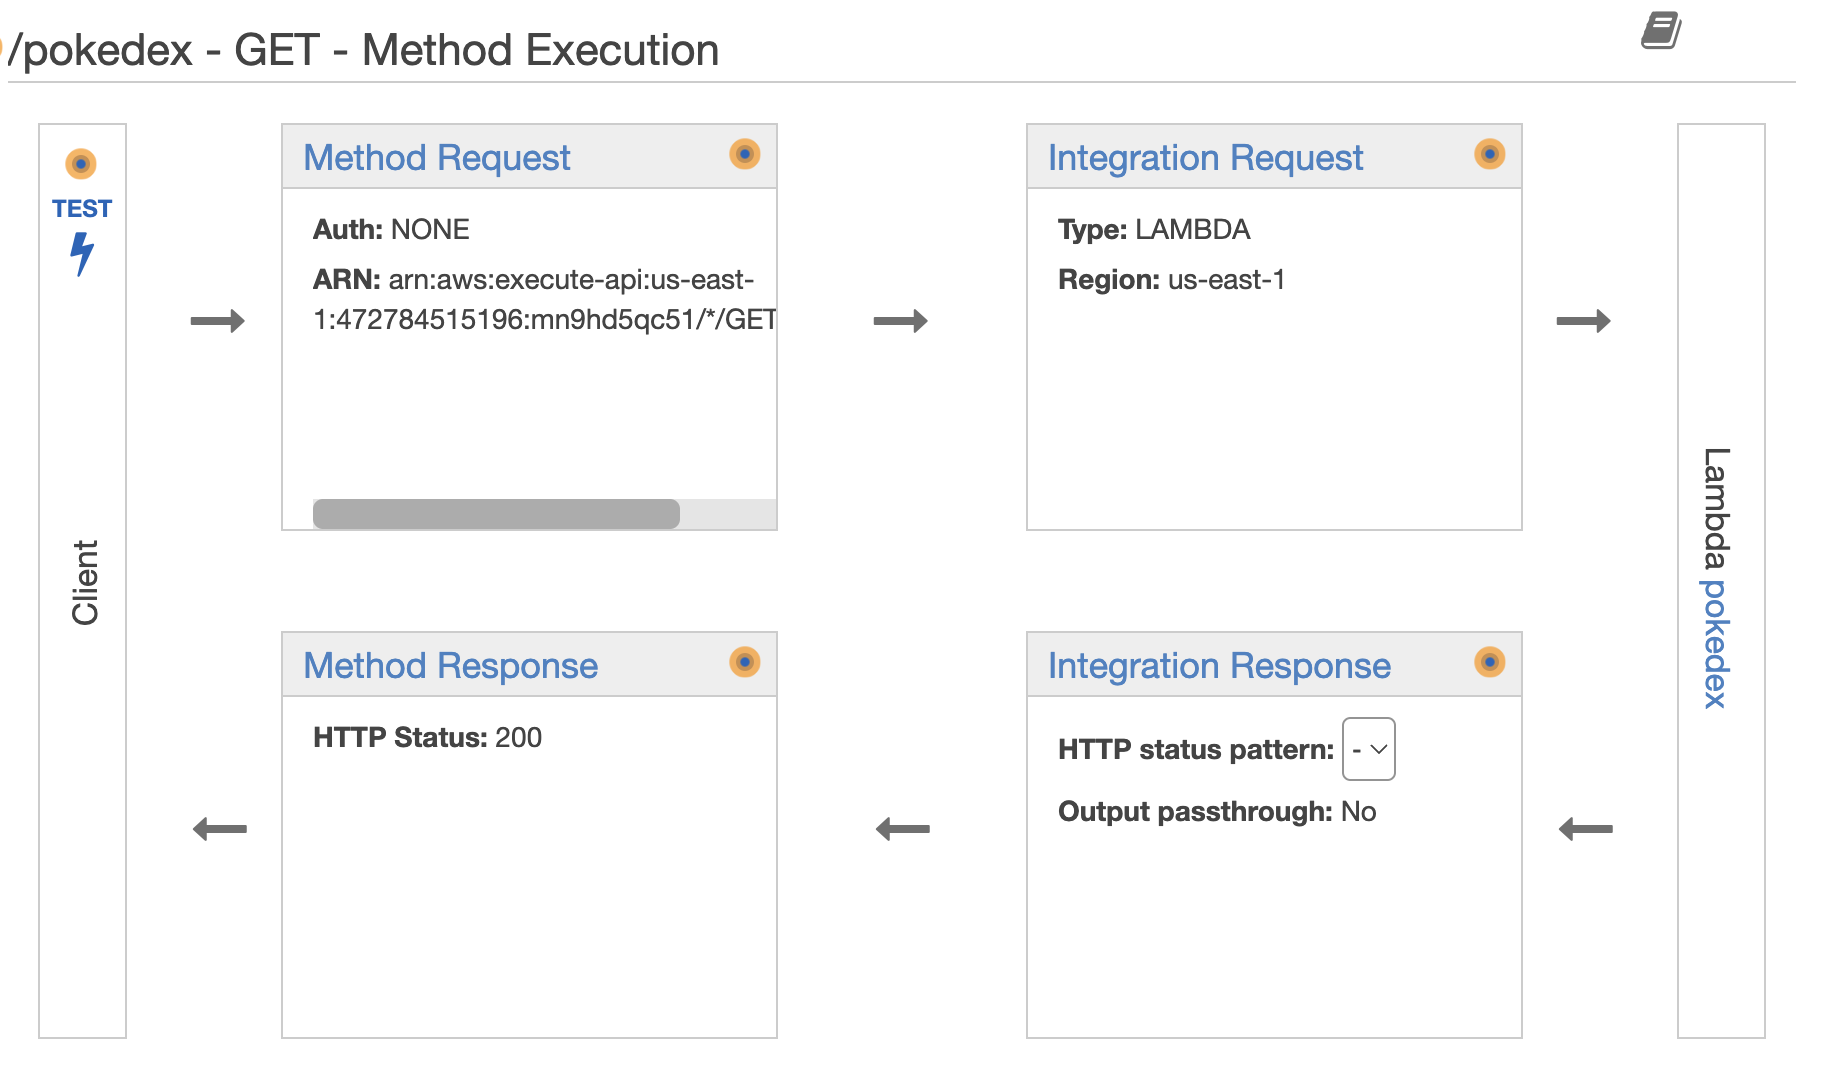 /pokedex - GET - Method Execution
TEST
Client
Method Request
Auth: NONE
ARN: arn:aws:execute-api:us-east-
1:472784515196:mn9hd5qc51/*/GET
Integration Request
Type: LAMBDA
Region: us-east-1
Lambda pokedex
Method Response
HTTP Status: 200
Integration Response
HTTP status pattern: -
Output passthrough: No